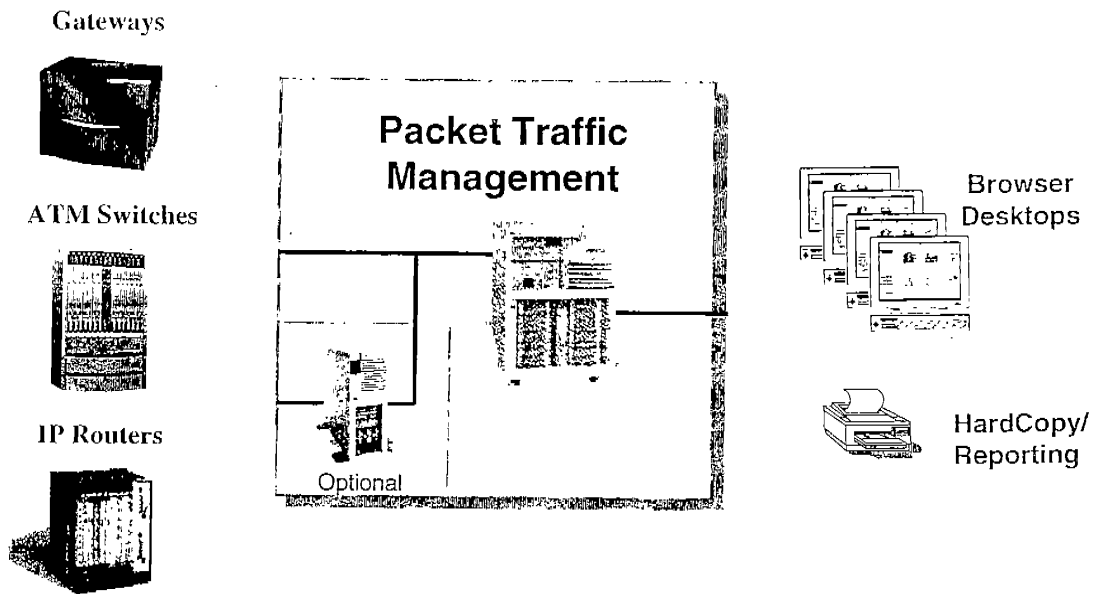 Gateways
ATM Switches
IP Routers
Packet Traffic
Management
Optional
Browser
Desktops
HardCopy/
Reporting